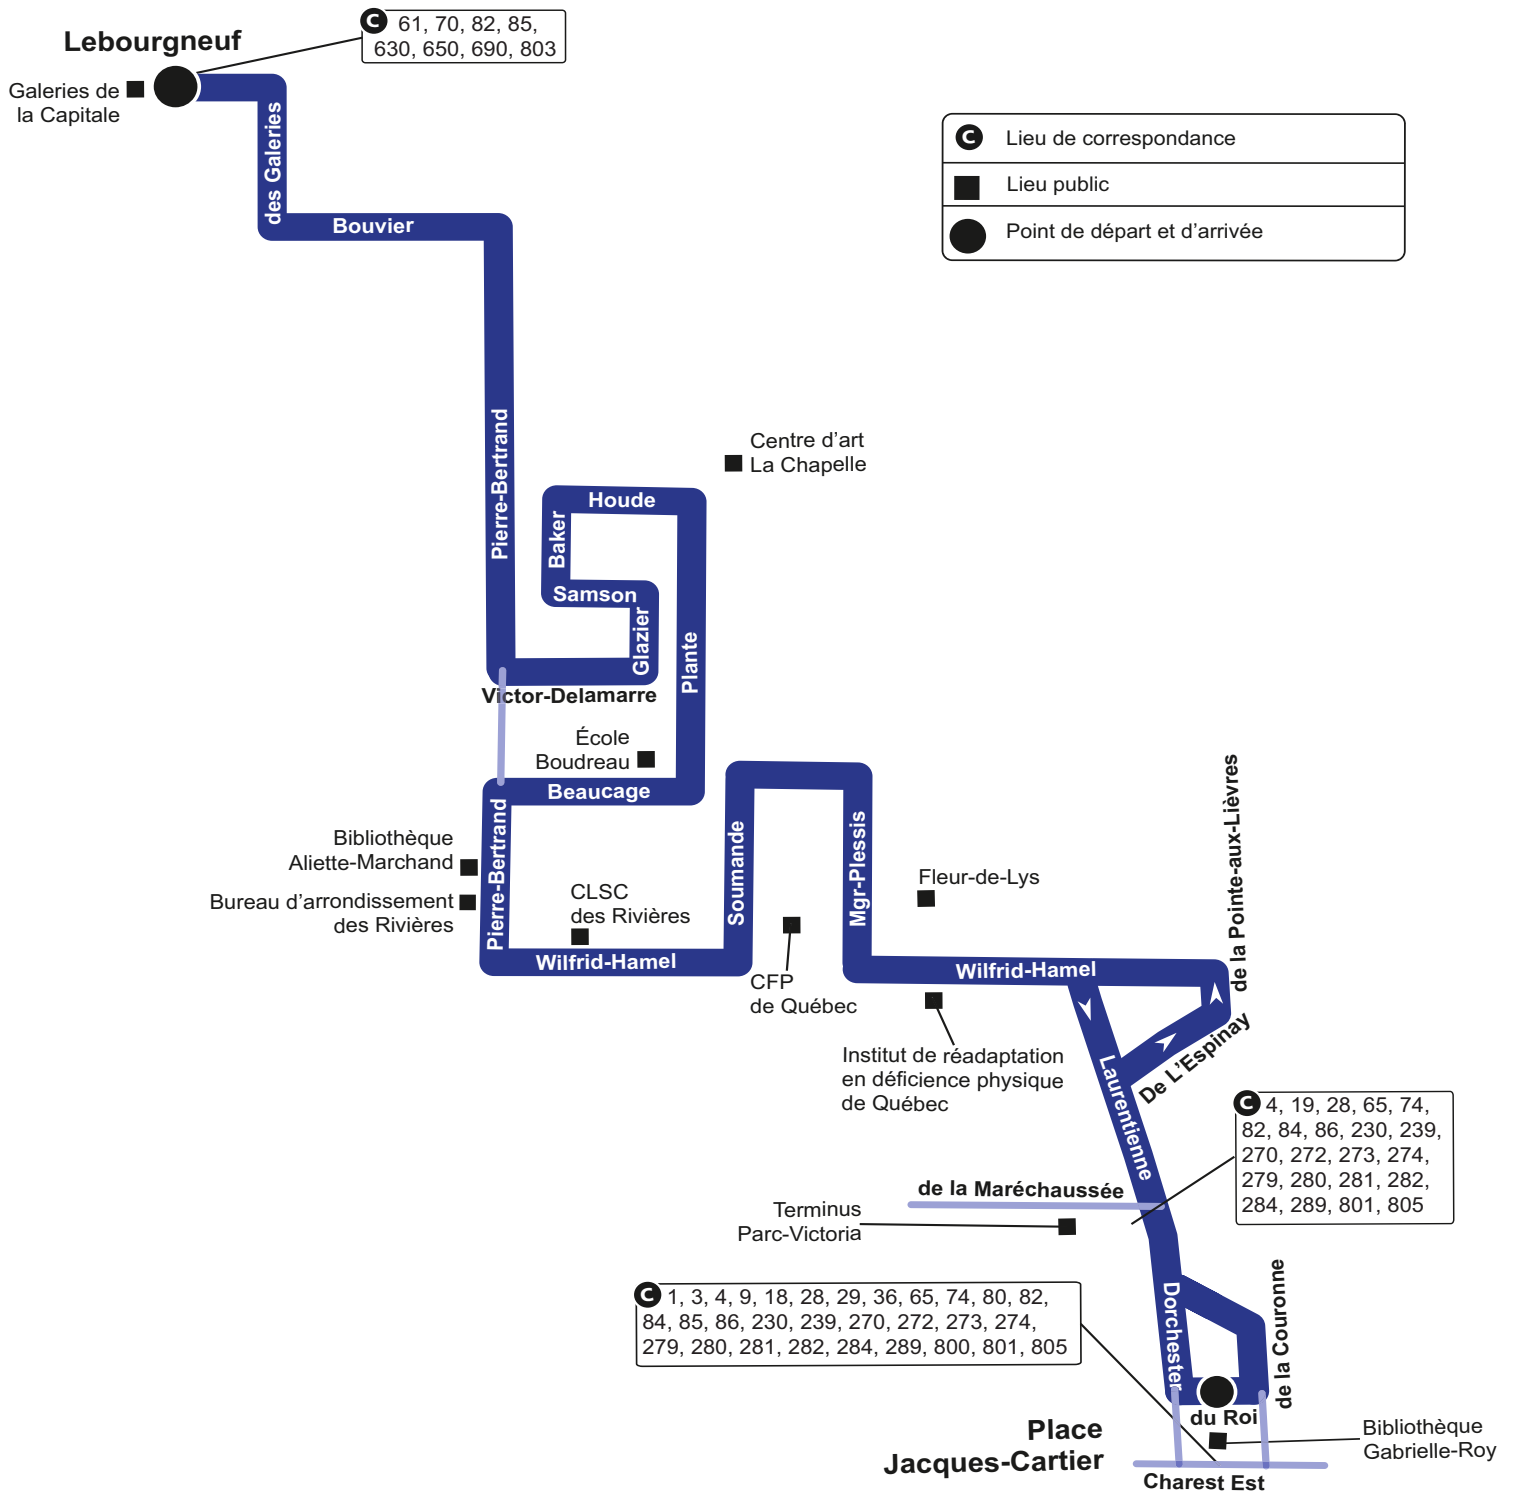 C 61, 70, 82, 85,
630, 650, 690, 803
Lebourgneuf
Galeries de
la Capitale
des Galeries
Bouvier
C Lieu de correspondance
Lieu public
Point de départ et d’arrivée
Pierre-Bertrand
Centre d’art
La Chapelle
Houde
Baker
Samson
Glazier
Plante
Victor-Delamarre
École
Boudreau
Beaucage
Pierre-Bertrand
Bibliothèque
Aliette-Marchand
Bureau d’arrondissement
des Rivières
CLSC
des Rivières
Wilfrid-Hamel
Soumande
CFP
de Québec
Mgr-Plessis
Fleur-de-Lys
Wilfrid-Hamel
de la Pointe-aux-Lièvres
Institut de réadaptation
en déficience physique
de Québec
De L’Espinay
Laurentienne
C 4, 19, 28, 65, 74,
82, 84, 86, 230, 239,
270, 272, 273, 274,
279, 280, 281, 282,
284, 289, 801, 805
de la Maréchaussée
Terminus
Parc-Victoria
C 1, 3, 4, 9, 18, 28, 29, 36, 65, 74, 80, 82,
84, 85, 86, 230, 239, 270, 272, 273, 274,
279, 280, 281, 282, 284, 289, 800, 801, 805
Dorchester
de la Couronne
du Roi
Place
Jacques-Cartier
Bibliothèque
Gabrielle-Roy
Charest Est